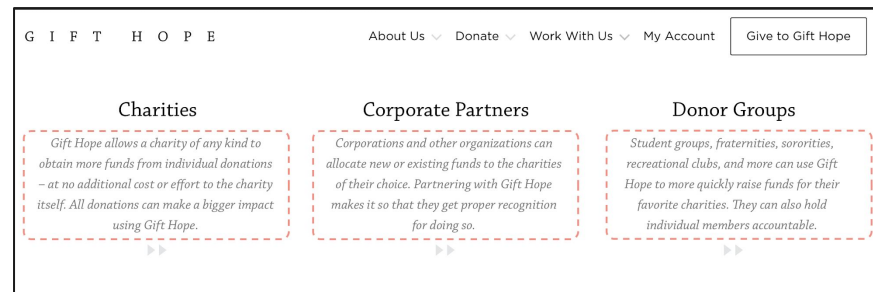 GIFT HOPE
About Us Donate Work With Us My Account Give to Gift Hope
Charities
Gift Hope allows a charity of any kind to
obtain more funds from individual donations
– at no additional cost or effort to the charity
itself. All donations can make a bigger impact
using Gift Hope.
Corporate Partners
Corporations and other organizations can
allocate new or existing funds to the charities
of their choice. Partnering with Gift Hope
makes it so that they get proper recognition
for doing so.
Donor Groups
Student groups, fraternities, sororities,
recreational clubs, and more can use Gift
Hope to more quickly raise funds for their
favorite charities. They can also hold
individual members accountable.